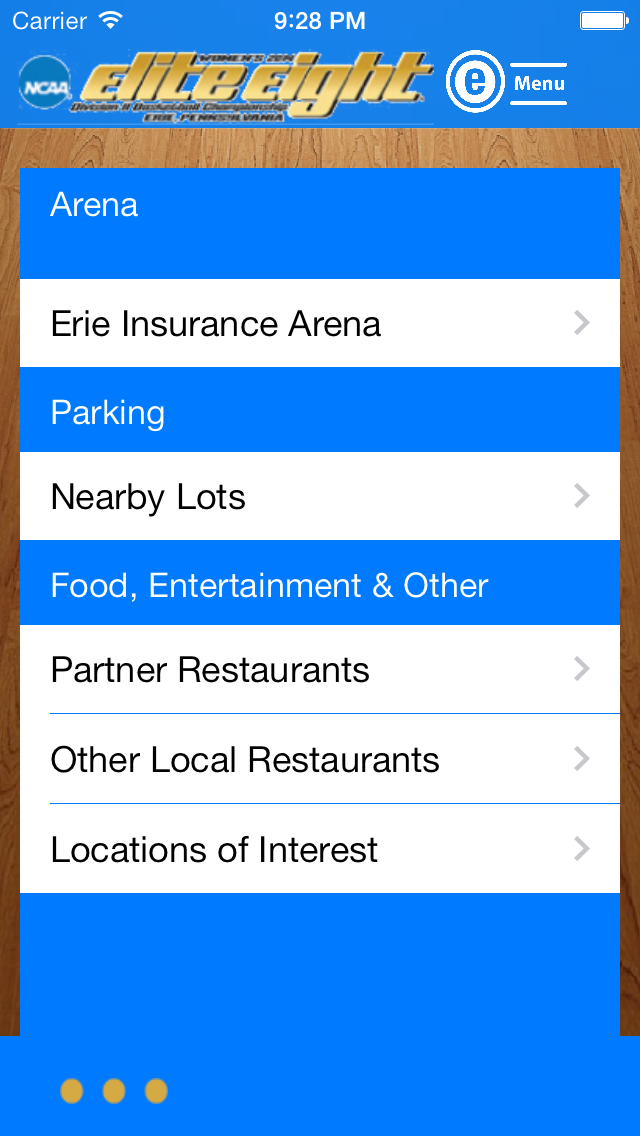 Carrier 9:28 PM
WOMEN'S 2014
NCAA elite eight
Division II Basketball Championship
ERIE, PENNSYLVANIA
e Menu
Arena
Erie Insurance Arena
Parking
Nearby Lots
Food, Entertainment & Other
Partner Restaurants
Other Local Restaurants
Locations of Interest